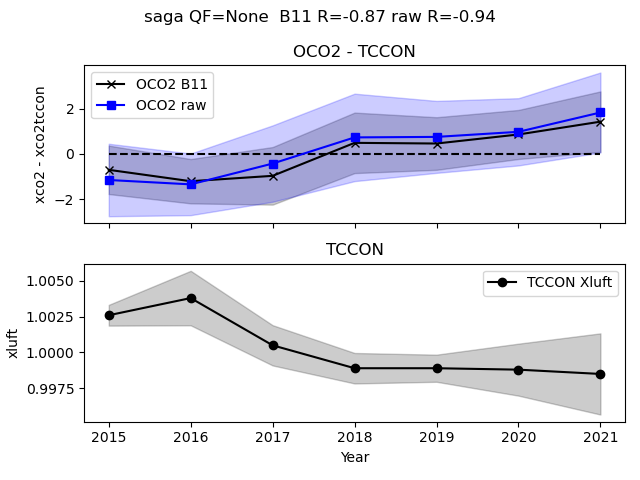 saga QF=None  B11 R=-0.87 raw R=-0.94
OCO2 - TCCON
OCO2 B11
OCO2 raw
xco2 - xco2tccon
2
0
−2
TCCON
TCCON Xluft
xluft
1.0050
1.0025
1.0000
0.9975
2015 2016 2017 2018 2019 2020 2021
Year